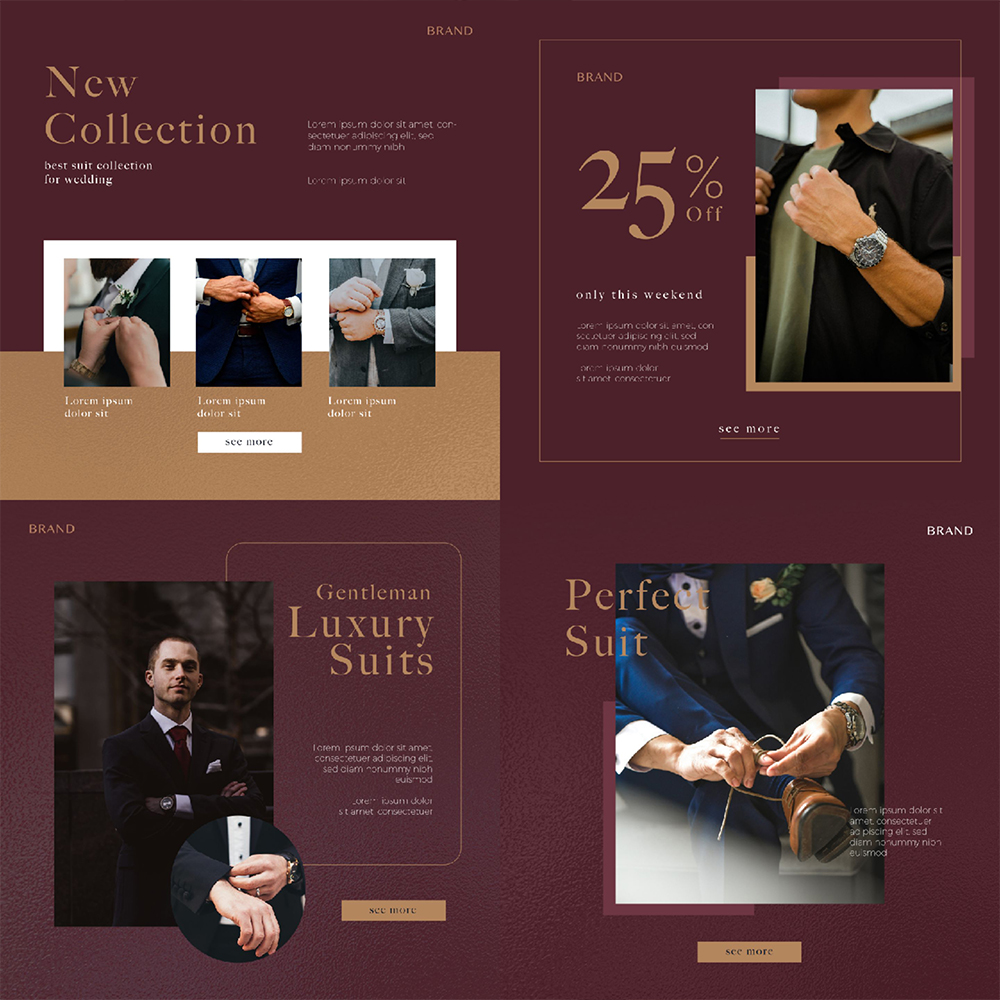 BRAND
New
Collection
best suit collection
for wedding
Lorem ipsum dolor sit amet, con-
sectetuer adipiscing elit, sed
diam nonummy nibh
Lorem ipsum dolor sit
Lorem ipsum
dolor sit
Lorem ipsum
dolor sit
Lorem ipsum
dolor sit
see more
BRAND
25%
Off
only this weekend
Lorem ipsum dolor sit amet, con
sectetuer adipiscing elit, sed
diam nonummy nibh euismod
Lorem ipsum dolor
sit amet, consectetuer
see more
BRAND
Gentleman
Luxury
Suits
Lorem ipsum dolor sit amet,
consectetuer adipiscing elit,
sed diam nonummy nibh
euismod
Lorem ipsum dolor
sit amet, consectetuer
see more
BRAND
Perfect
Suit
Lorem ipsum dolor sit
amet, consectetuer
adipiscing elit, sed
diam nonummy nibh
euismod
see more